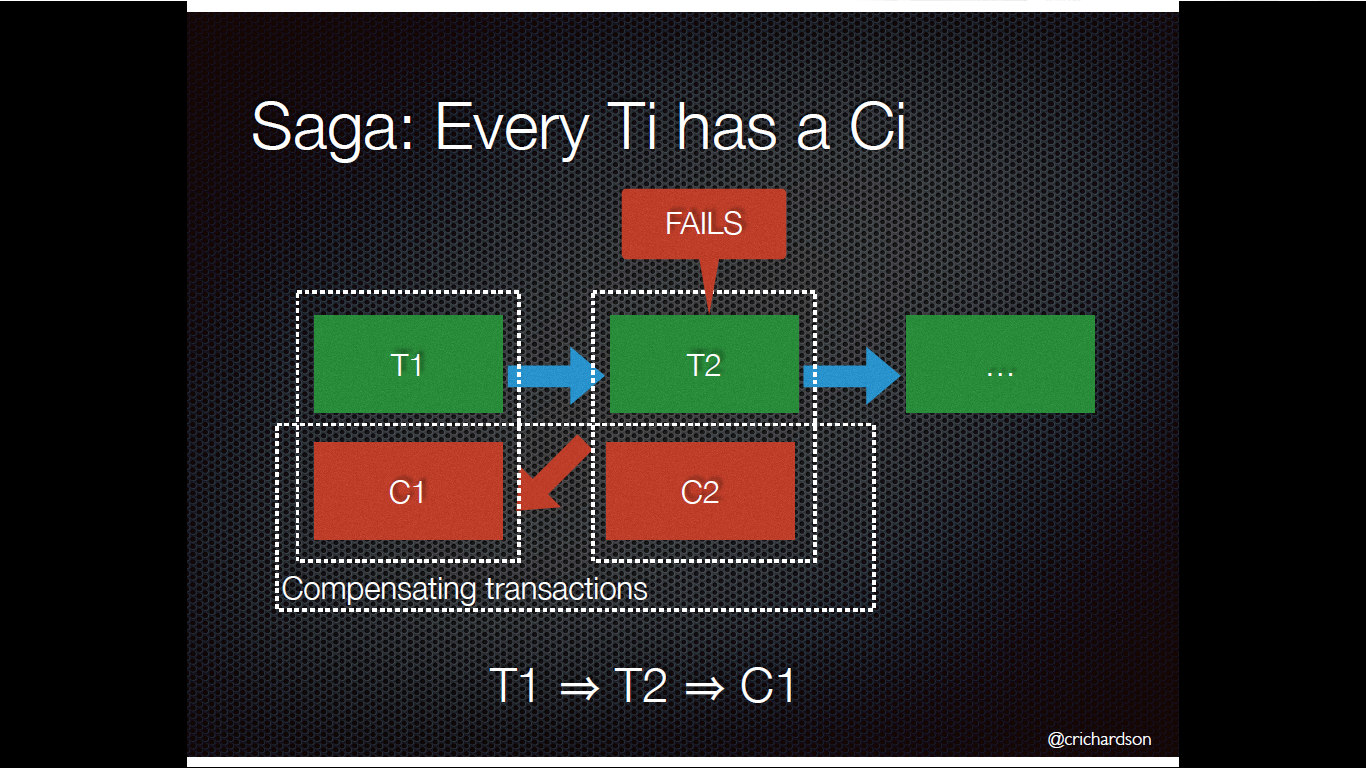 Saga: Every Ti has a Ci
FAILS
T1
T2
...
C1
C2
Compensating transactions
T1 ⇒ T2 ⇒ C1
@crichardson